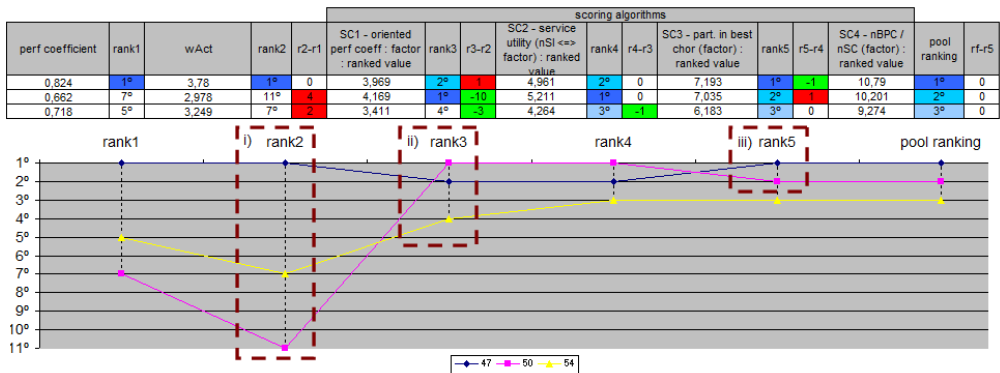 scoring algorithms
perf coefficient rank1 wAct rank2 r2-r1 SC1 - oriented perf coeff : factor : ranked value rank3 r3-r2 SC2 - service utility (nSI <=> factor) : ranked value rank4 r4-r3 SC3 - part. in best chor (factor) : ranked value rank5 r5-r4 SC4 - nBPC / nSC (factor) : ranked value pool ranking rf-r5
0,824 1º 3,78 1º 0 3,969 2º 1 4,961 2º 0 7,193 1º -1 10,79 1º 0
0,662 7º 2,978 11º 4 4,169 1º -10 5,211 1º 0 7,035 2º 1 10,201 2º 0
0,718 5º 3,249 7º 2 3,411 4º -3 4,264 3º -1 6,183 3º 0 9,274 3º 0
rank1 i) rank2 ii) rank3 rank4 iii) rank5 pool ranking
1º
2º
3º
4º
5º
6º
7º
8º
9º
10º
11º
47 50 54